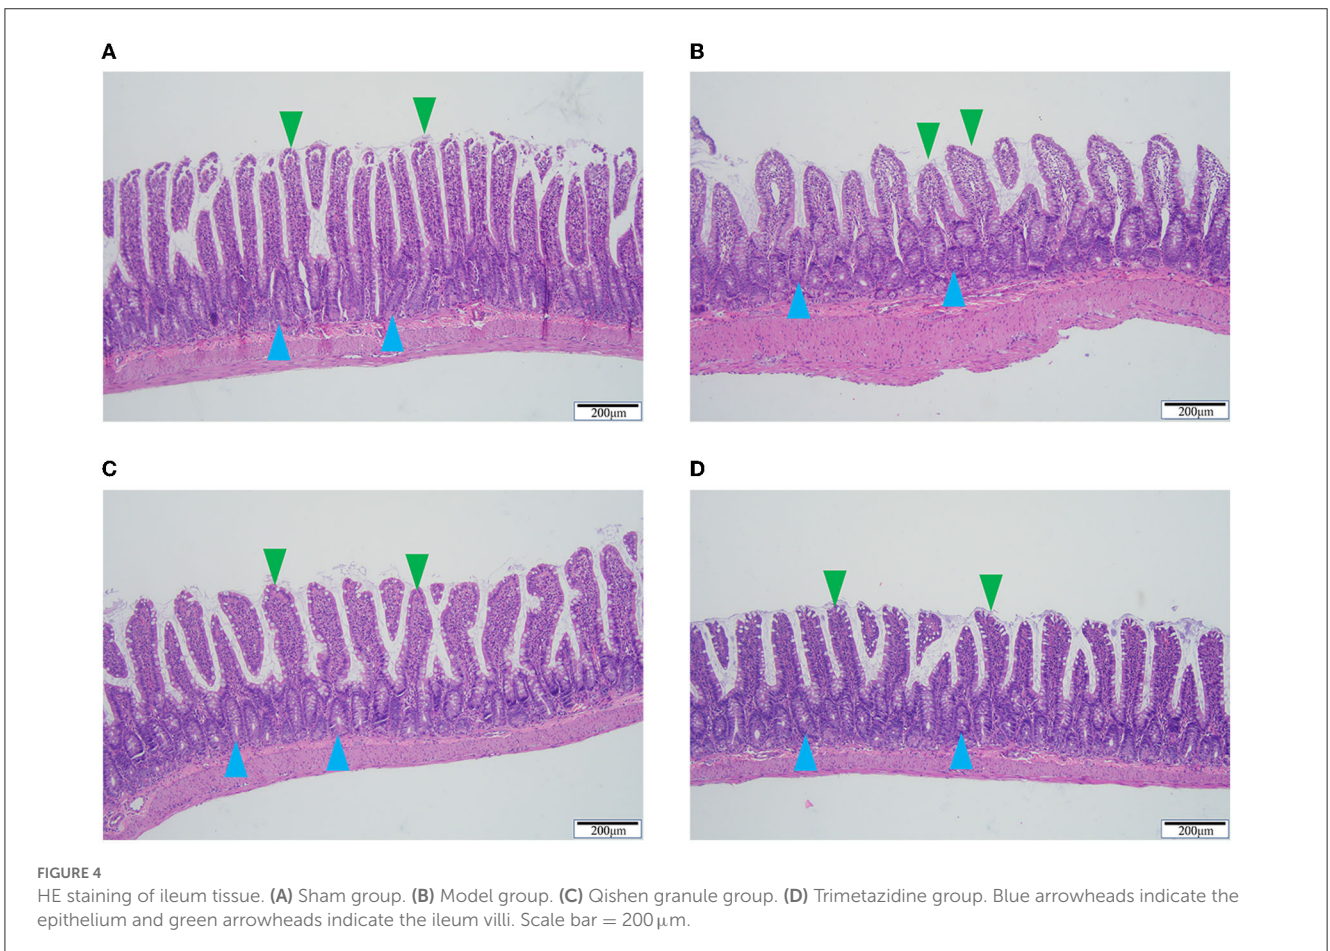 A
B
200µm
200µm
C
D
200µm
200µm
FIGURE 4
HE staining of ileum tissue. (A) Sham group. (B) Model group. (C) Qishen granule group. (D) Trimetazidine group. Blue arrowheads indicate the
epithelium and green arrowheads indicate the ileum villi. Scale bar = 200 µm.